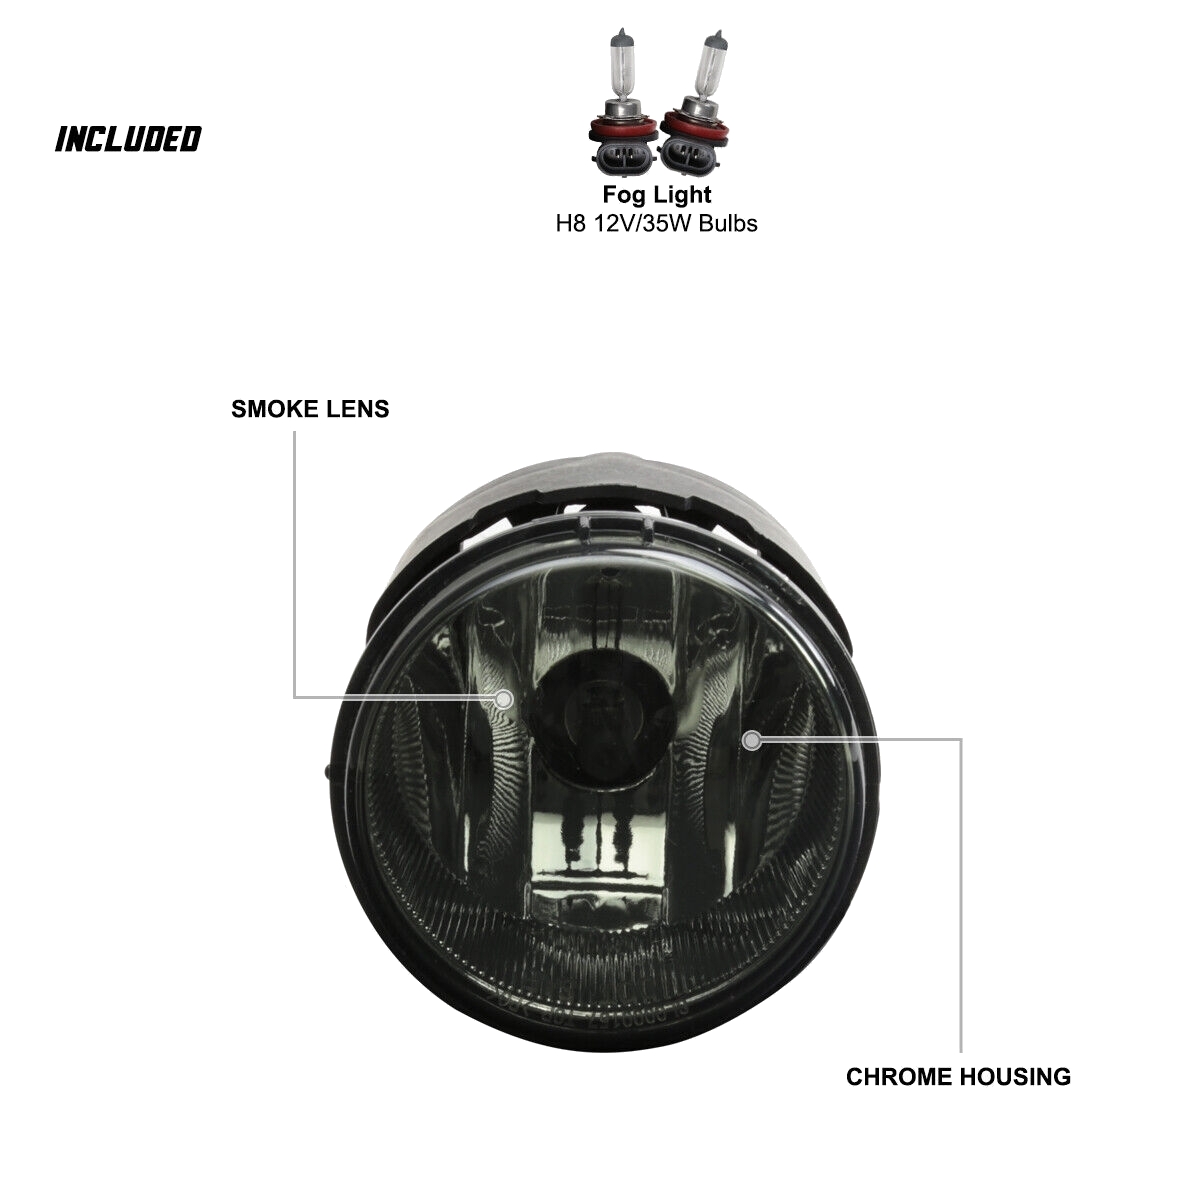 INCLUDED
Fog Light
H8 12V/35W Bulbs
SMOKE LENS
CHROME HOUSING